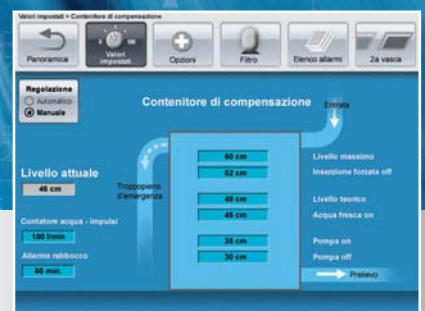 Valori impostati > Contenitore di compensazione
Panoramica
Valori impostati
Opzioni
Filtro
Elenco allarmi
2a vasca
Regolazione
Automatico
Manuale
Contenitore di compensazione
Entrata
Livello attuale
46 cm
Troppopieno
d'emergenza
Contatore acqua - impulsi
100 l/min
Allarme rabbocco
60 min.
60 cm
Livello massimo
52 cm
Inserzione forzata off
49 cm
Livello teorico
45 cm
Acqua fresca on
35 cm
Pompa on
30 cm
Pompa off
Prelievo